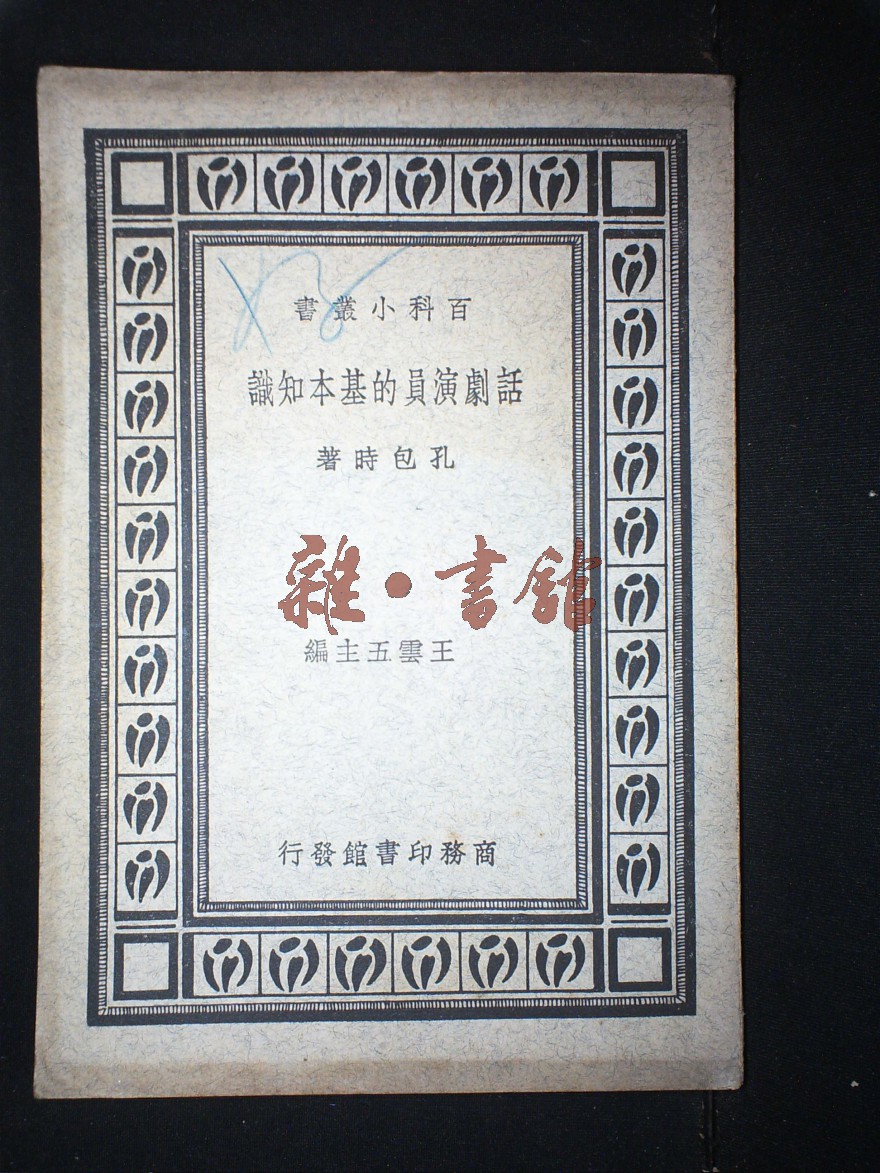 百科小叢書
話劇演員的基本知識
孔包時著
雜·書館
王雲五主編
商務印書館發行